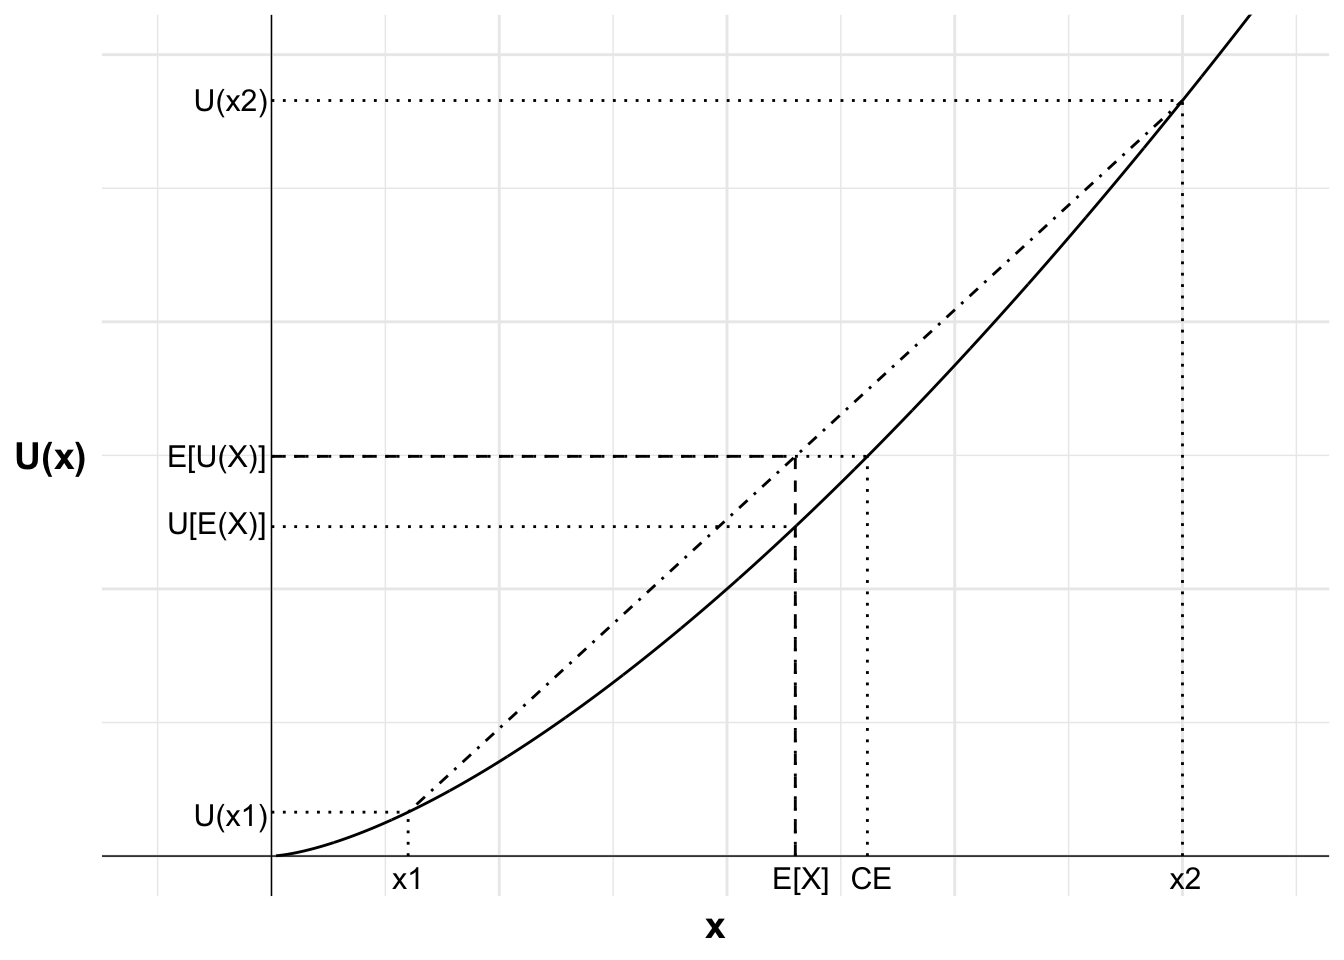 U(x2)
U(x)
E[U(X)]
U[E(X)]
U(x1)
x1
E[X]
CE
x2
x